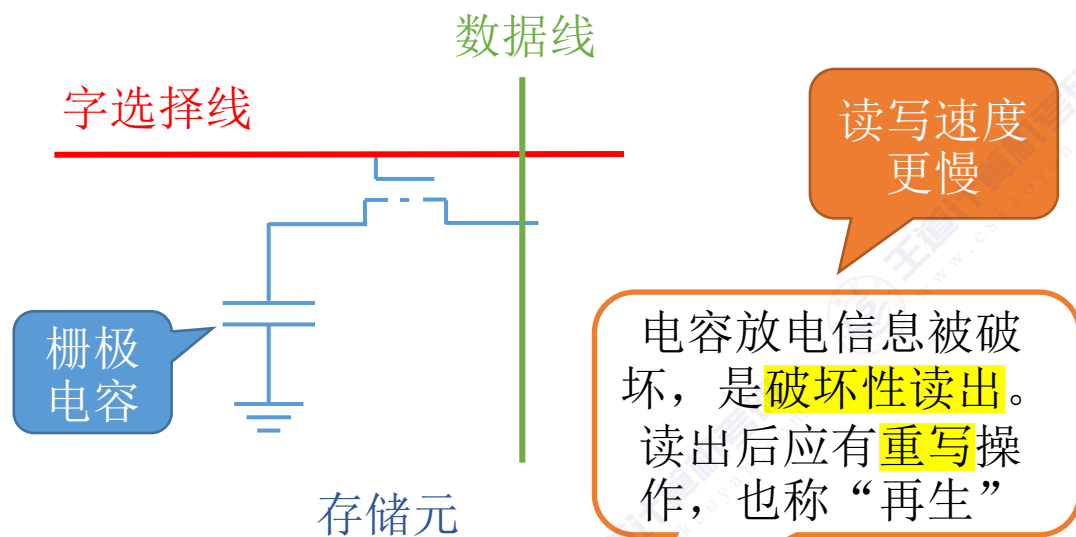 数据线
字选择线
读写速度
更慢
栅极
电容
电容放电信息被破
坏，是破坏性读出。
读出后应有重写操
作，也称“再生”
存储元